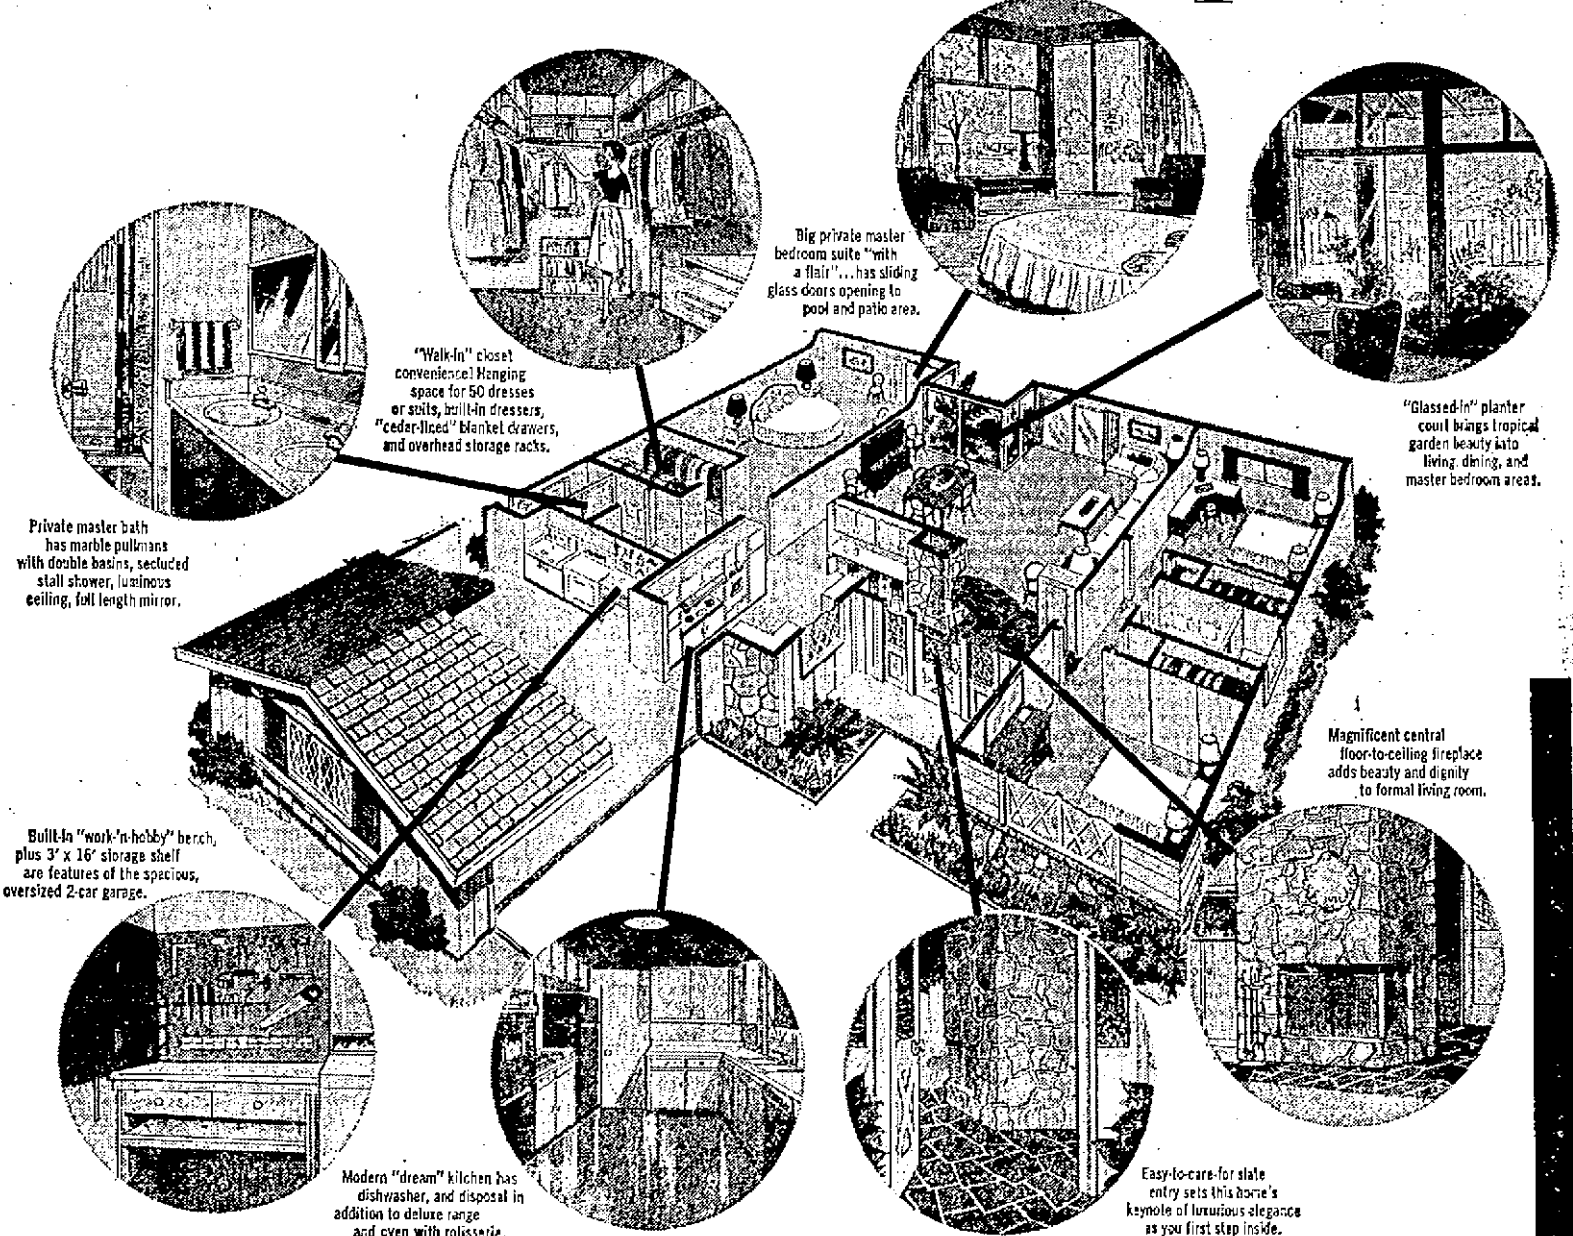 Big private master
bedroom suite "with
a flair"...has sliding
glass doors opening to
pool and patio area.
"Walk-in" closet
convenience! Hanging
space for 50 dresses
or suits, built-in dressers,
"cedar-lined" blanket drawers,
and overhead storage racks.
"Glassed-in" planter
court brings tropical
garden beauty into
living, dining, and
master bedroom areas.
Private master bath
has marble pullmans
with double basins, secluded
stall shower, luminous
ceiling, full length mirror.
Magnificent central
floor-to-ceiling fireplace
adds beauty and dignity
to formal living room.
Built-in "work-'n-hobby" bench,
plus 3' x 16' storage shelf
are features of the spacious,
oversized 2-car garage.
Modern "dream" kitchen has
dishwasher, and disposal in
addition to deluxe range
and oven with rotisserie.
Easy-to-care-for slate
entry sets this home's
keynote of luxurious elegance
as you first step inside.